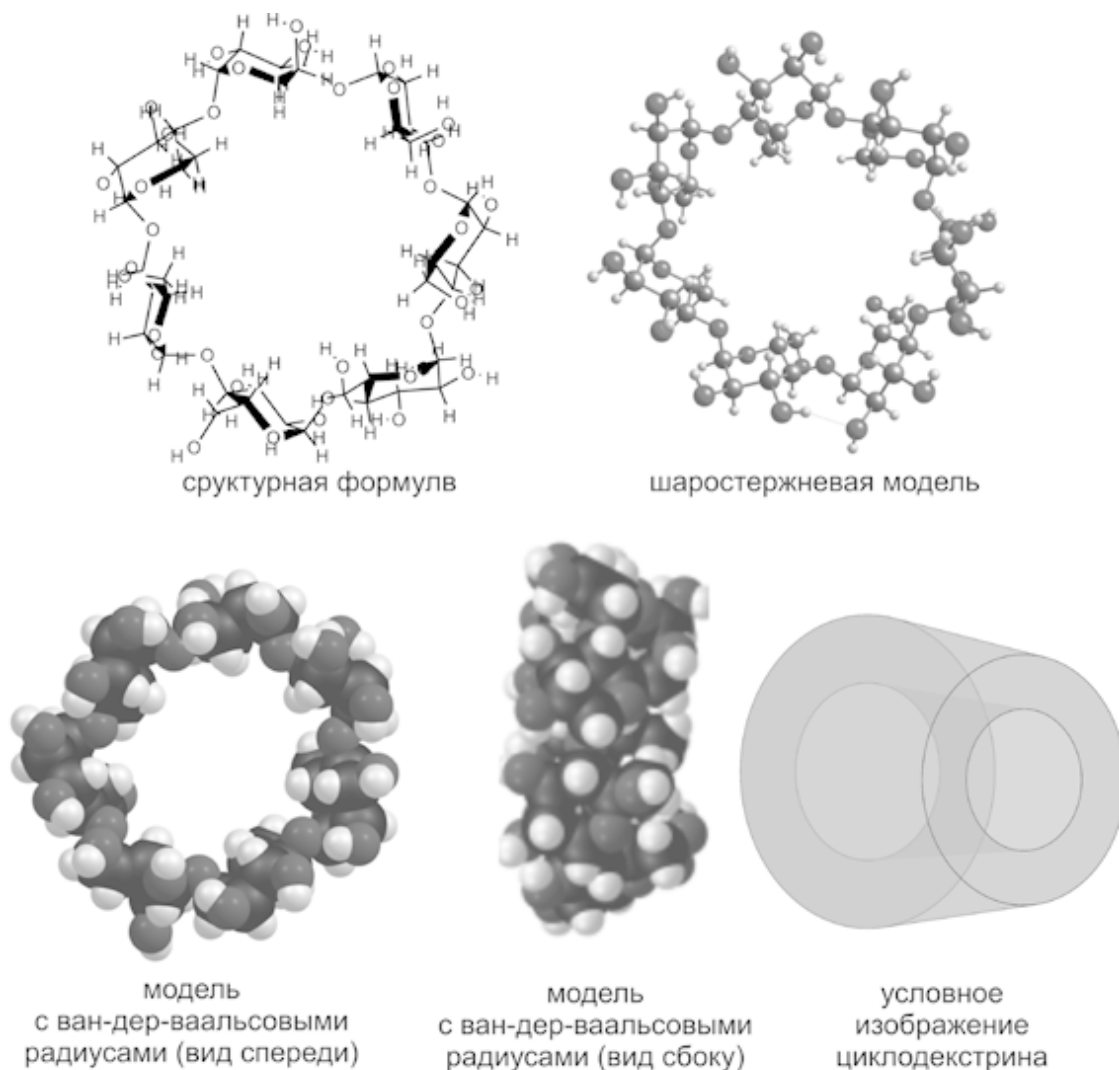 сруктурная формулв
шаростержневая модель
модель
с ван-дер-ваальсовыми
радиусами (вид спереди)
модель
с ван-дер-ваальсовыми
радиусами (вид сбоку)
условное
изображение
циклодекстрина